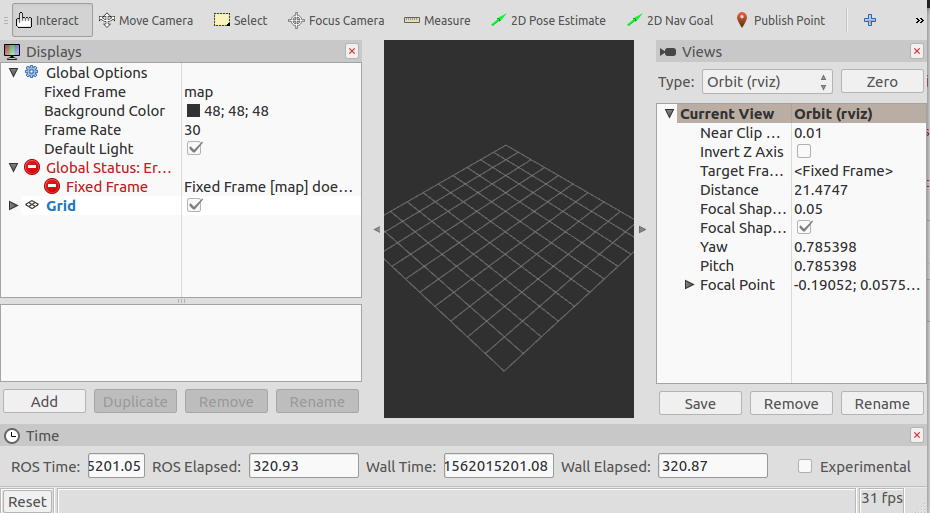 Interact Move Camera Select Focus Camera Measure 2D Pose Estimate 2D Nav Goal Publish Point »
Displays
Global Options
Fixed Frame map
Background Color 48; 48; 48
Frame Rate 30
Default Light
Global Status: Er...
Fixed Frame Fixed Frame [map] doe...
Grid
Add Duplicate Remove Rename
Views
Type: Orbit (rviz) Zero
Current View Orbit (rviz)
Near Clip ... 0.01
Invert Z Axis
Target Fra... <Fixed Frame>
Distance 21.4747
Focal Shap... 0.05
Focal Shap...
Yaw 0.785398
Pitch 0.785398
Focal Point -0.19052; 0.0575...
Save Remove Rename
Time
ROS Time: 5201.05 ROS Elapsed: 320.93 Wall Time: 1562015201.08 Wall Elapsed: 320.87 Experimental
Reset 31 fps